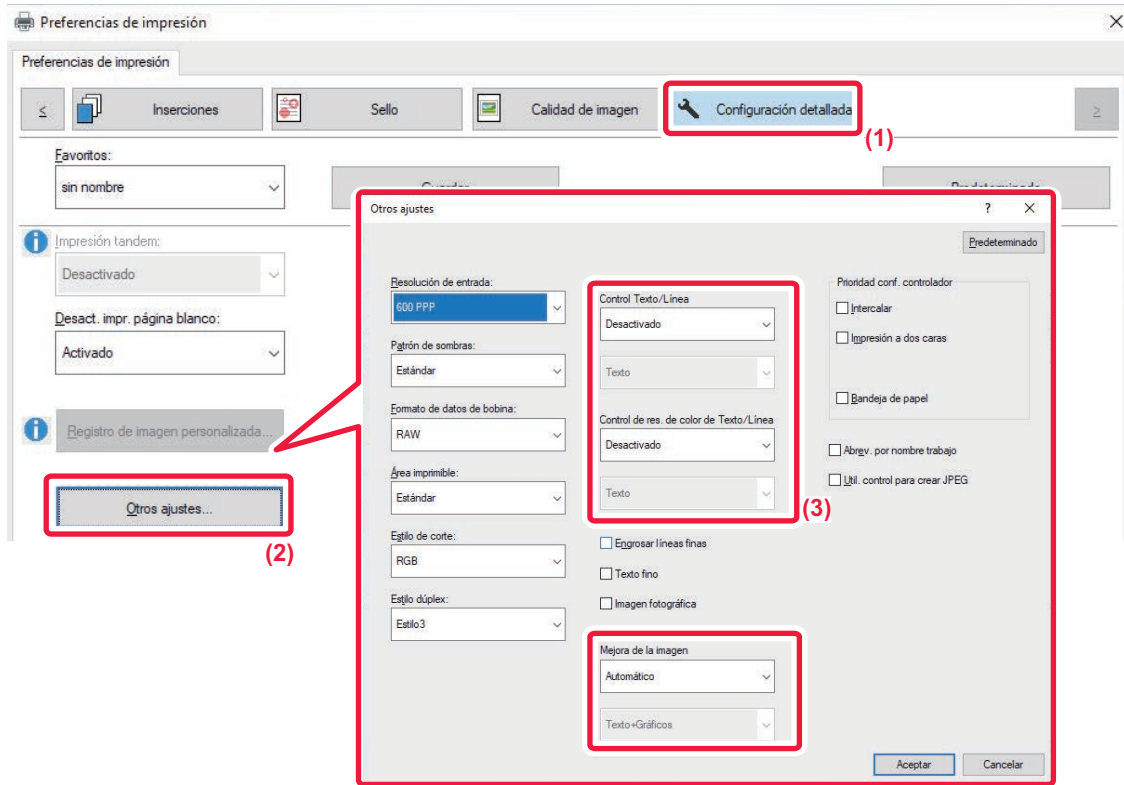 Preferencias de impresión
Preferencias de impresión
<
Inserciones
Sello
Calidad de imagen
Configuración detallada
>
(1)
Favoritos:
sin nombre
Impresión tandem:
Desactivado
Desact. impr. página blanco:
Activado
Registro de imagen personalizada...
Otros ajustes...
(2)
Otros ajustes
?
Predeterminado
Resolución de entrada:
600 PPP
Patrón de sombras:
Estándar
Formato de datos de bobina:
RAW
Área imprimible:
Estándar
Estilo de corte:
RGB
Estilo dúplex:
Estilo3
Control Texto/Línea
Desactivado
Texto
Control de res. de color de Texto/Línea
Desactivado
Texto
(3)
Engrosar líneas finas
Texto fino
Imagen fotográfica
Mejora de la imagen
Automático
Texto+Gráficos
Prioridad conf. controlador
Intercalar
Impresión a dos caras
Bandeja de papel
Abrev. por nombre trabajo
Util. control para crear JPEG
Aceptar
Cancelar